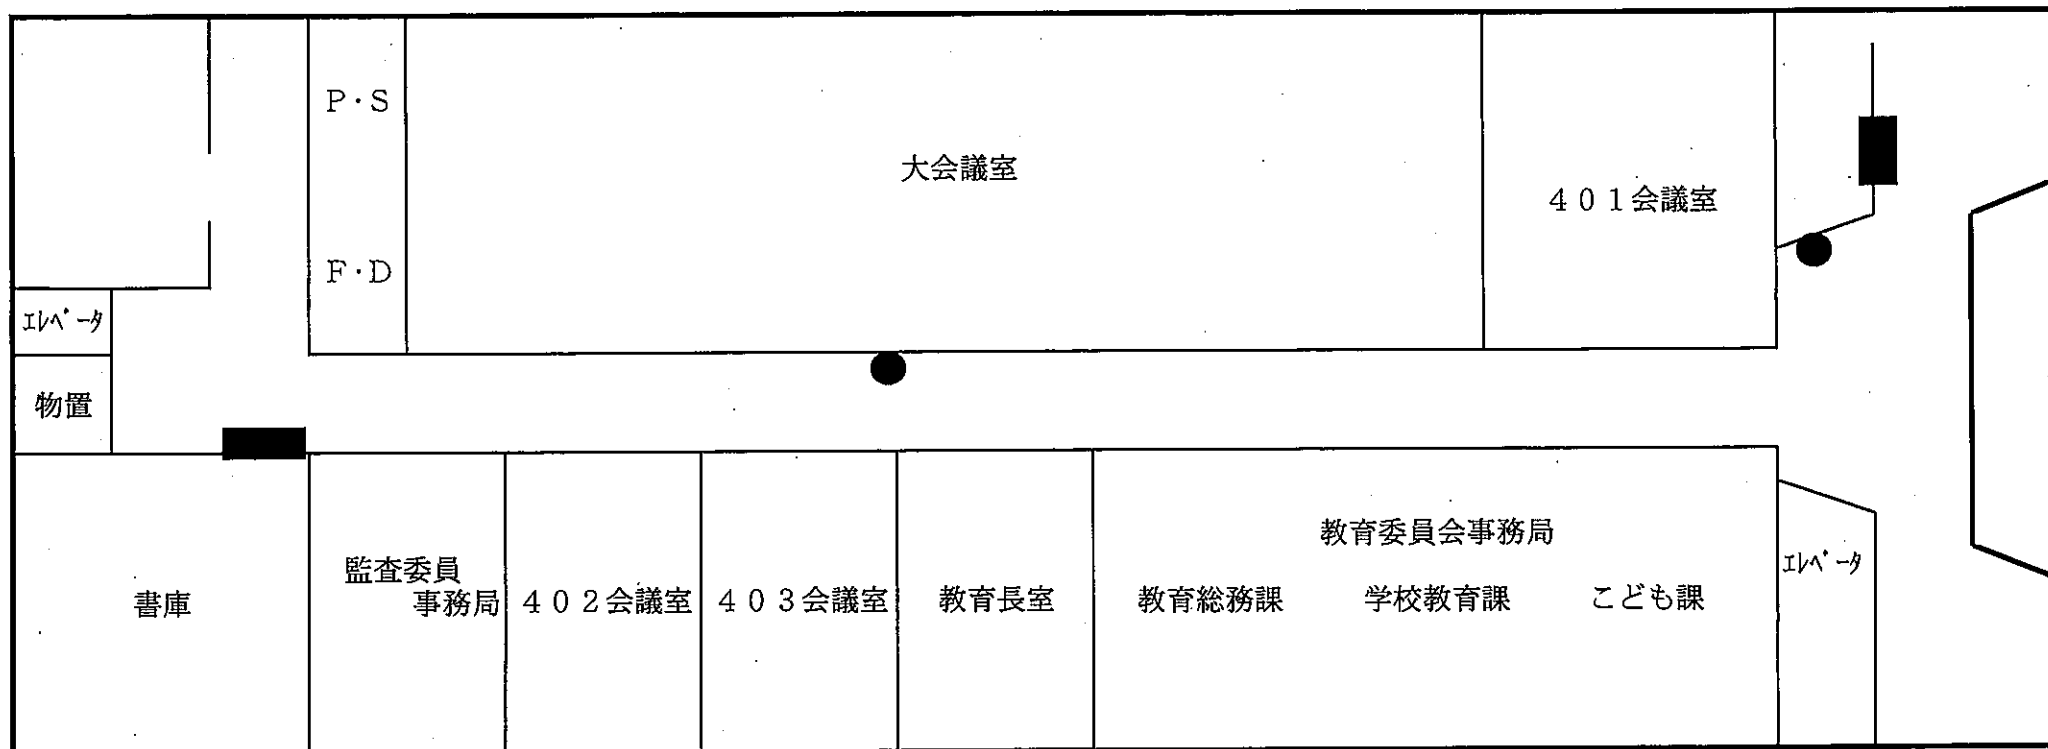 P・S
大会議室
401会議室
F・D
エレベータ
物置
教育委員会事務局
監査委員
事務局
書庫
402会議室
403会議室
教育長室
教育総務課
学校教育課
こども課
エレベータ